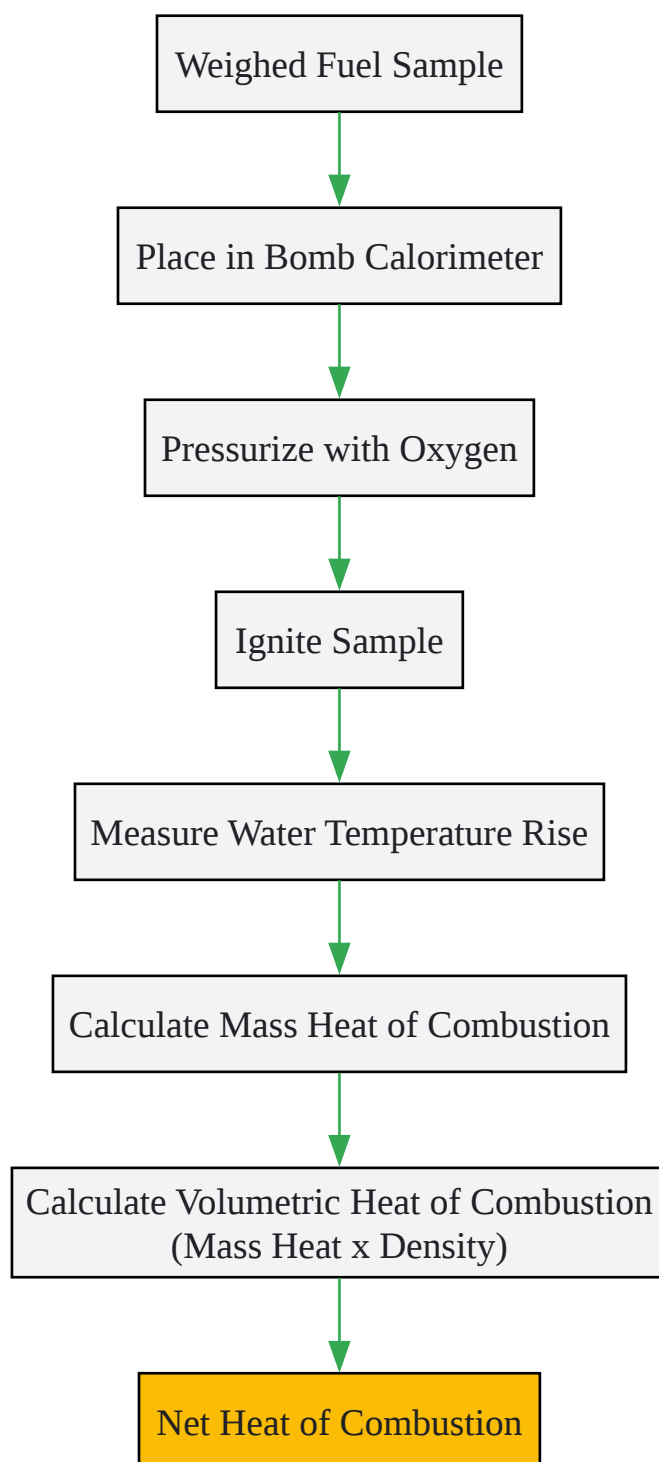 Weighed Fuel Sample
Place in Bomb Calorimeter
Pressurize with Oxygen
Ignite Sample
Measure Water Temperature Rise
Calculate Mass Heat of Combustion
Calculate Volumetric Heat of Combustion
(Mass Heat x Density)
Net Heat of Combustion